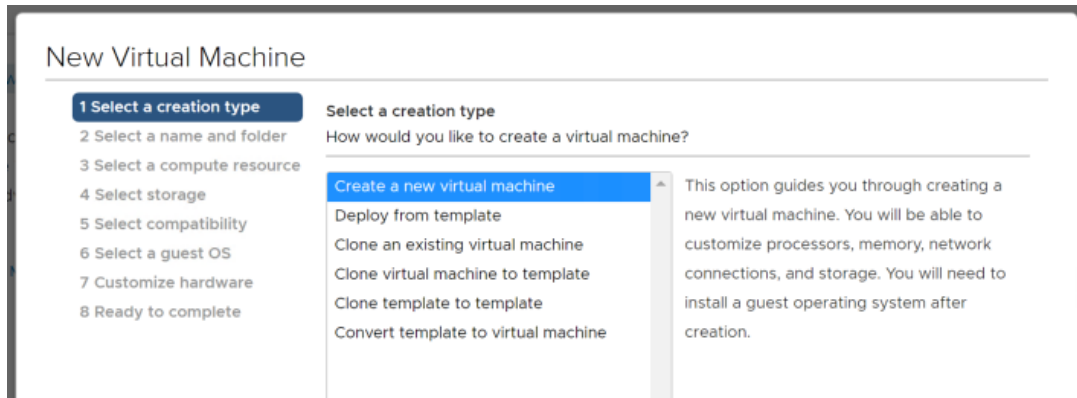 New Virtual Machine
1 Select a creation type
2 Select a name and folder
3 Select a compute resource
4 Select storage
5 Select compatibility
6 Select a guest OS
7 Customize hardware
8 Ready to complete
Select a creation type
How would you like to create a virtual machine?
Create a new virtual machine
Deploy from template
Clone an existing virtual machine
Clone virtual machine to template
Clone template to template
Convert template to virtual machine
This option guides you through creating a
new virtual machine. You will be able to
customize processors, memory, network
connections, and storage. You will need to
install a guest operating system after
creation.